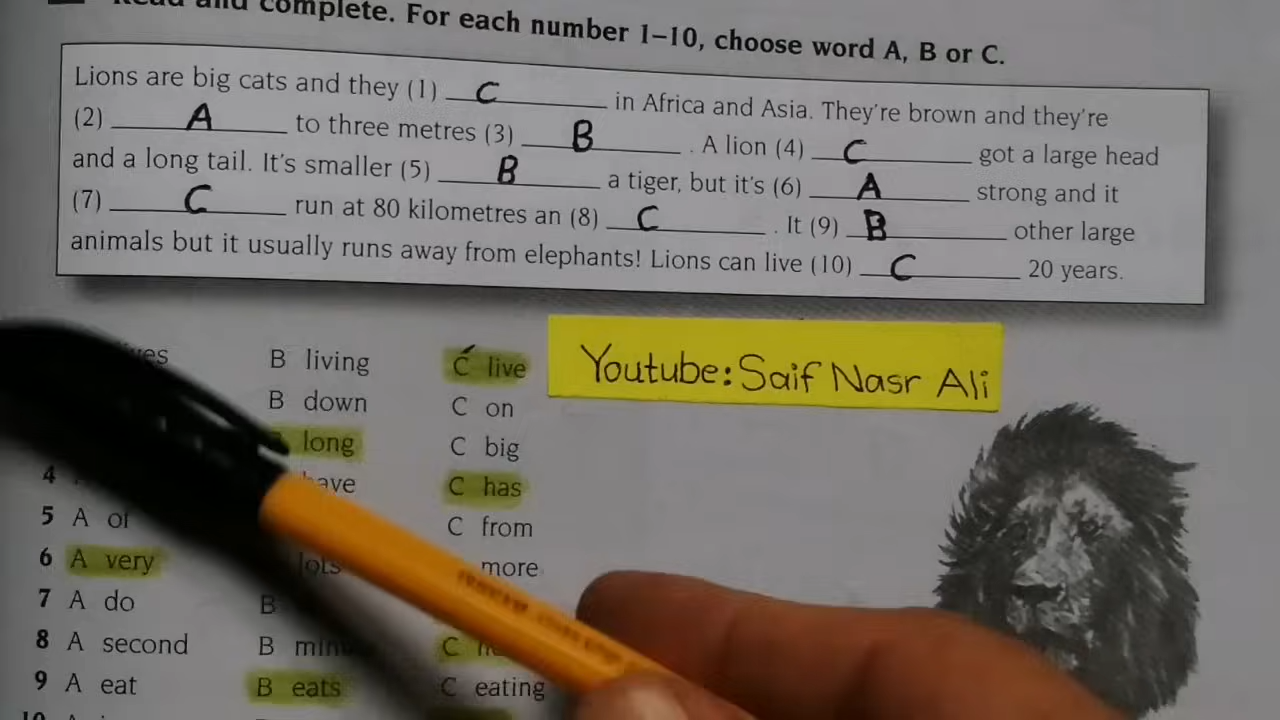 Read and complete. For each number 1–10, choose word A, B or C.
Lions are big cats and they (1) C in Africa and Asia. They're brown and they're
(2) A to three metres (3) B . A lion (4) C got a large head
and a long tail. It's smaller (5) B a tiger, but it's (6) A strong and it
(7) C run at 80 kilometres an (8) C . It (9) B other large
animals but it usually runs away from elephants! Lions can live (10) C 20 years.
B living C live
Youtube: Saif Nasr Ali
B down C on
long C big
4 C has
5 A C from
6 A very lots more
7 A do B
8 A second B C
9 A eat B eats C eating
10